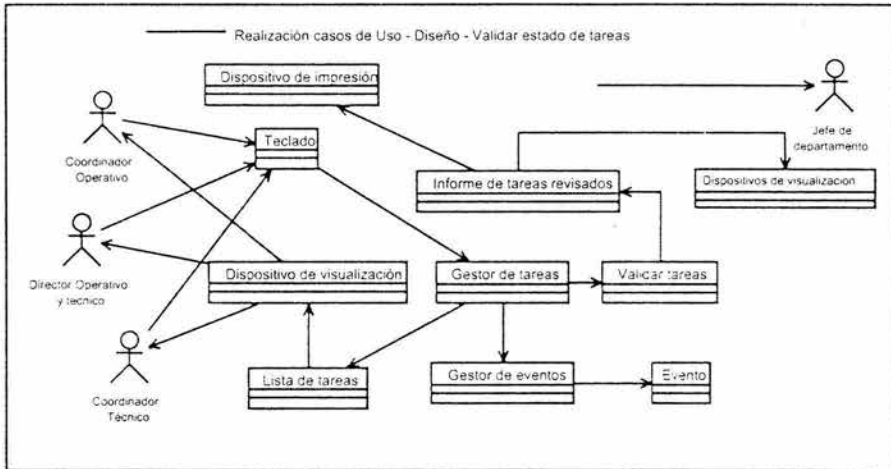 Realización casos de Uso - Diseño - Validar estado de tareas
Dispositivo de impresión
Jefe de
departamento
Coordinador
Operativo
Teclado
Informe de tareas revisados
Dispositivos de visualización
Director Operativo
y tecnico
Dispositivo de visualización
Gestor de tareas
Validar tareas
Coordinador
Técnico
Lista de tareas
Gestor de eventos
Evento